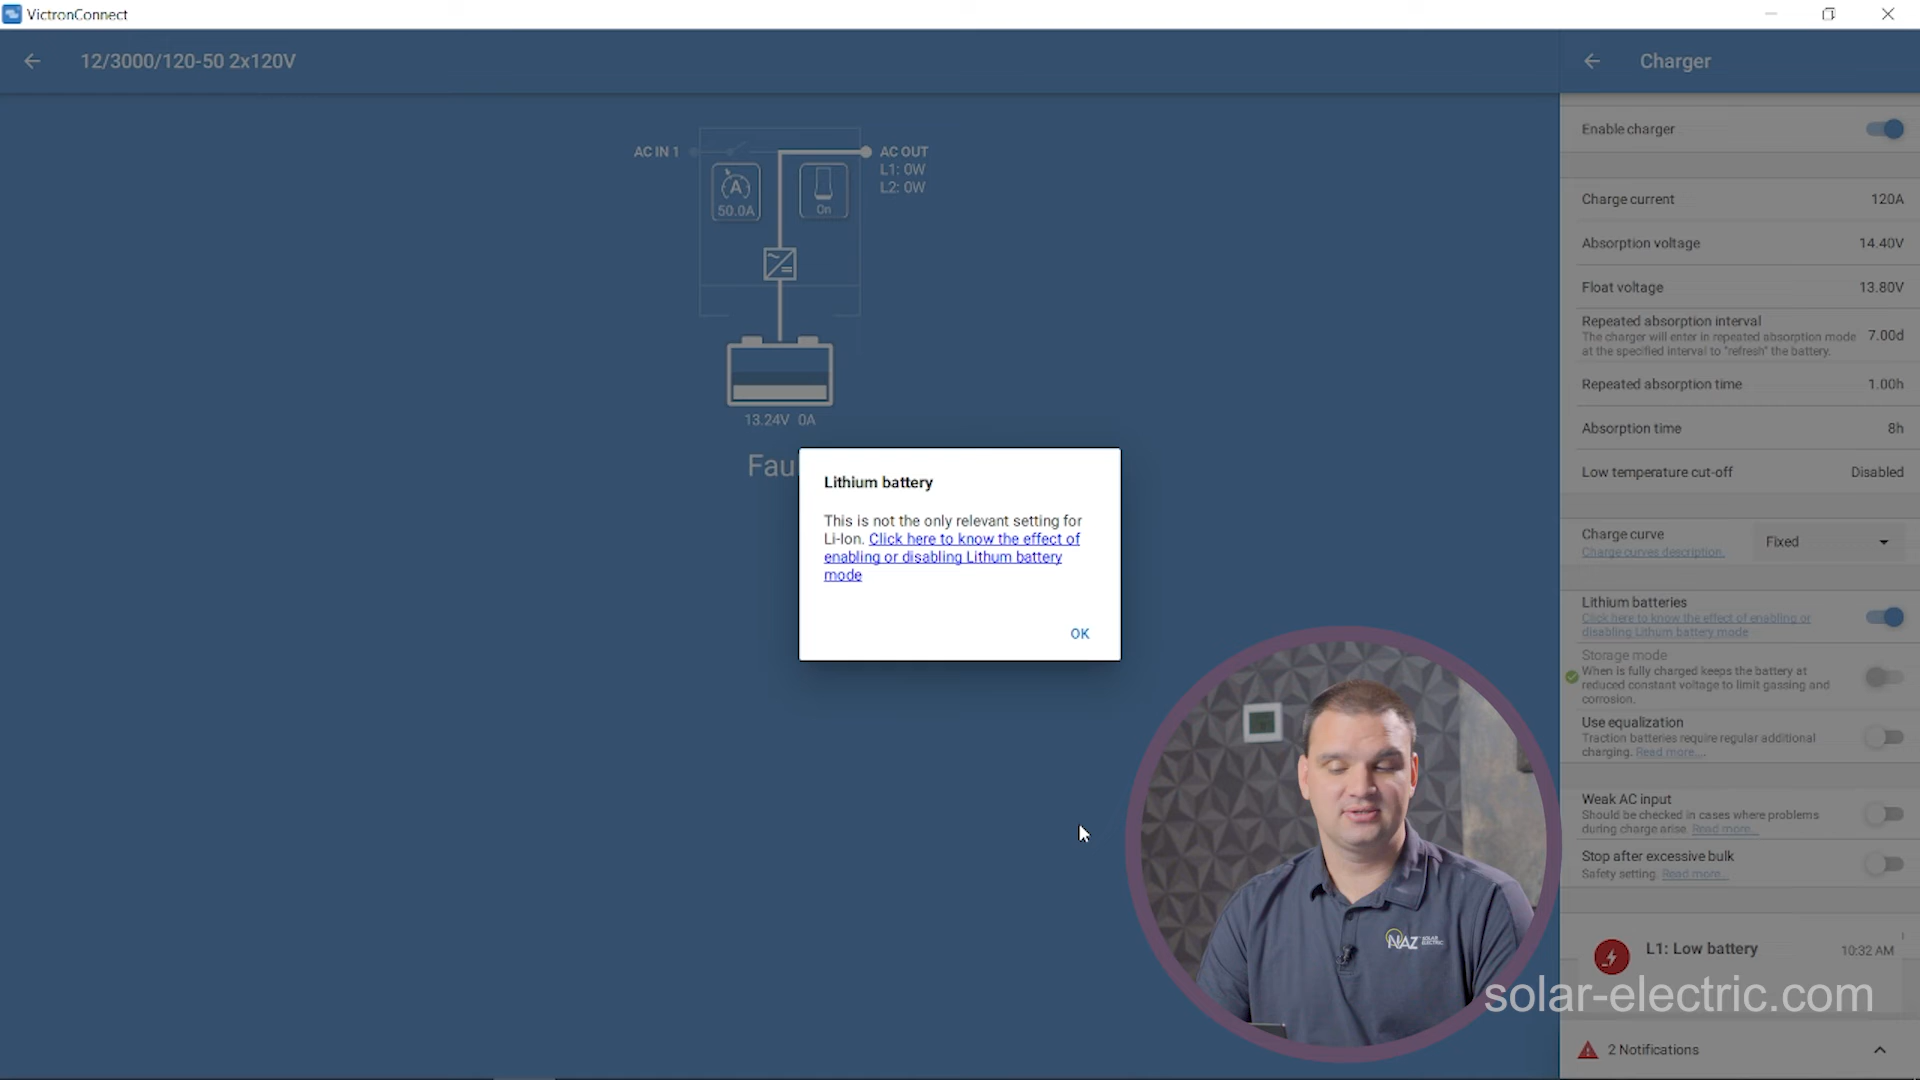 VictronConnect
12/3000/120-50 2x120V
AC IN 1
AC OUT
L1: 0W
L2: 0W
A
50.0A
On
13.24V 0A
Fau
Lithium battery
This is not the only relevant setting for
Li-Ion. Click here to know the effect of
enabling or disabling Lithum battery
mode
OK
Charger
Enable charger
Charge current 120A
Absorption voltage 14.40V
Float voltage 13.80V
Repeated absorption interval
The charger will enter in repeated absorption mode
at the specified interval to "refresh" the battery.
7.00d
Repeated absorption time 1.00h
Absorption time 8h
Low temperature cut-off Disabled
Charge curve
Charge curves description.
Fixed
Lithium batteries
Click here to know the effect of enabling or
disabling Lithum battery mode
Storage mode
When is fully charged keeps the battery at
reduced constant voltage to limit gassing and
corrosion.
Use equalization
Traction batteries require regular additional
charging. Read more...
Weak AC input
Should be checked in cases where problems
during charge arise. Read more...
Stop after excessive bulk
Safety setting. Read more...
L1: Low battery 10:32 AM
2 Notifications
NAZ SOLAR
ELECTRIC
solar-electric.com